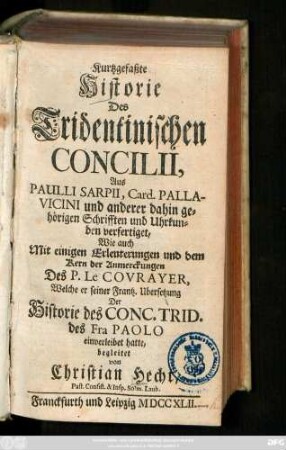 Kurtzgefaßte
Historie
Des
Tridentinischen
CONCILII,
Aus
PAULLI SARPII, Card. PALLA-
VICINI und anderer dahin ge-
hörigen Schrifften und Uhrkun-
den verfertiget,
Wie auch
Mit einigen Erleuterungen und dem
Kern der Anmerckungen
Des P. Le COVRAYER,
Welche er seiner Frantz. Ubersetzung
Der
Historie des CONC. TRID.
des Fra PAOLO
einverleibet hatte,
begleitet
von
Christian Hecht,
Past. Confist. & Insp. Land.
Franckfurth und Leipzig MDCCXLII.